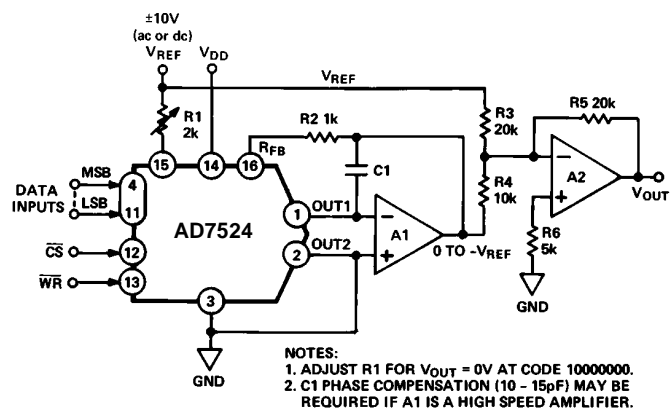 ±10V
(ac or dc)
VREF
VDD
VREF
R1
2k
R2 1k
R3
20k
R5 20k
RFB
15
14
16
C1
R4
10k
A2
VOUT
MSB
4
DATA
INPUTS
LSB
11
1
OUT1
AD7524
2
OUT2
A1
0 TO -VREF
R6
5k
CS
12
WR
13
3
GND
GND
NOTES:
1. ADJUST R1 FOR VOUT = 0V AT CODE 10000000.
2. C1 PHASE COMPENSATION (10 – 15pF) MAY BE
REQUIRED IF A1 IS A HIGH SPEED AMPLIFIER.